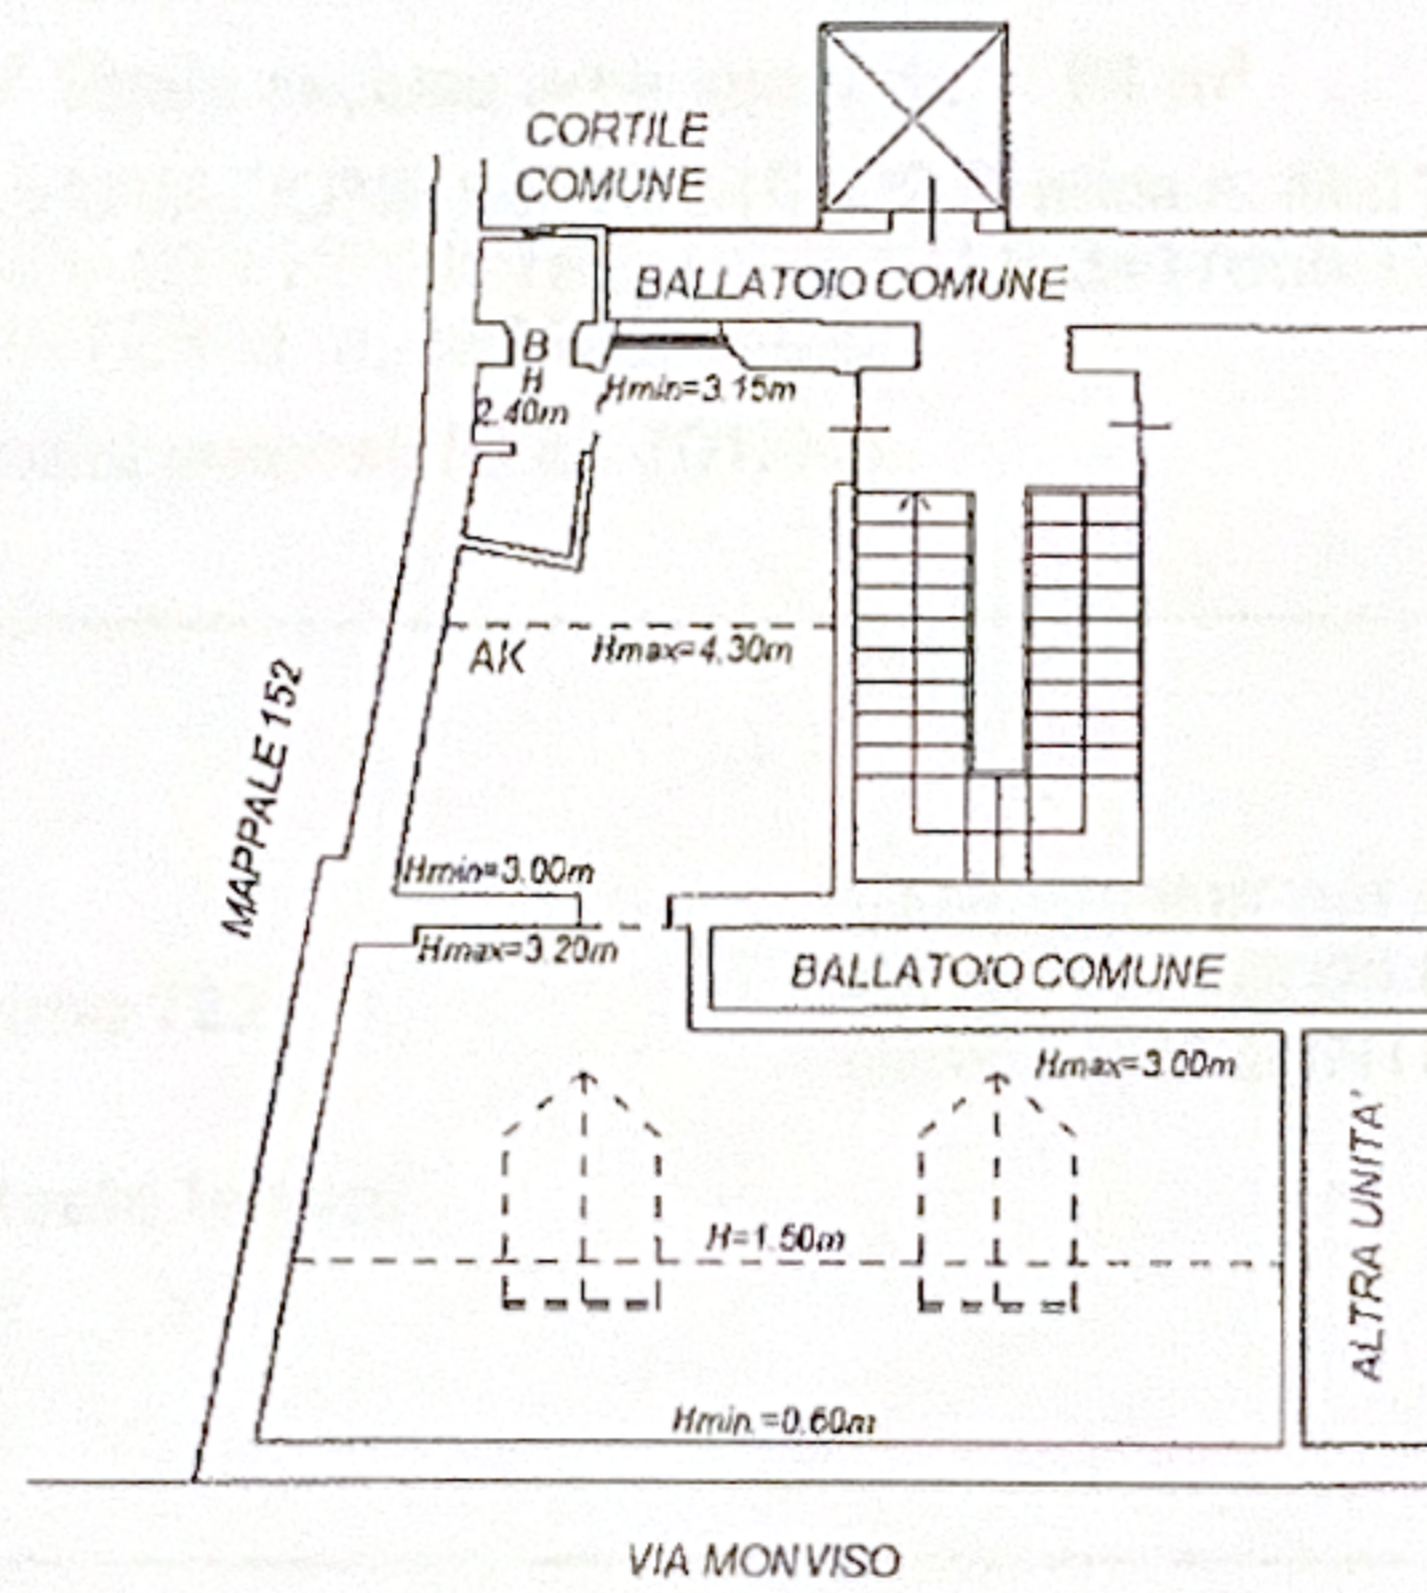 CORTILE
COMUNE
BALLATOIO COMUNE
B
H
2.40m
Hmin=3.15m
AK
Hmax=4.30m
MAPPALE 152
Hmin=3.00m
Hmax=3.20m
BALLATOIO COMUNE
Hmax=3.00m
H=1.50m
ALTRA UNITA'
Hmin.=0.60m
VIA MONVISO